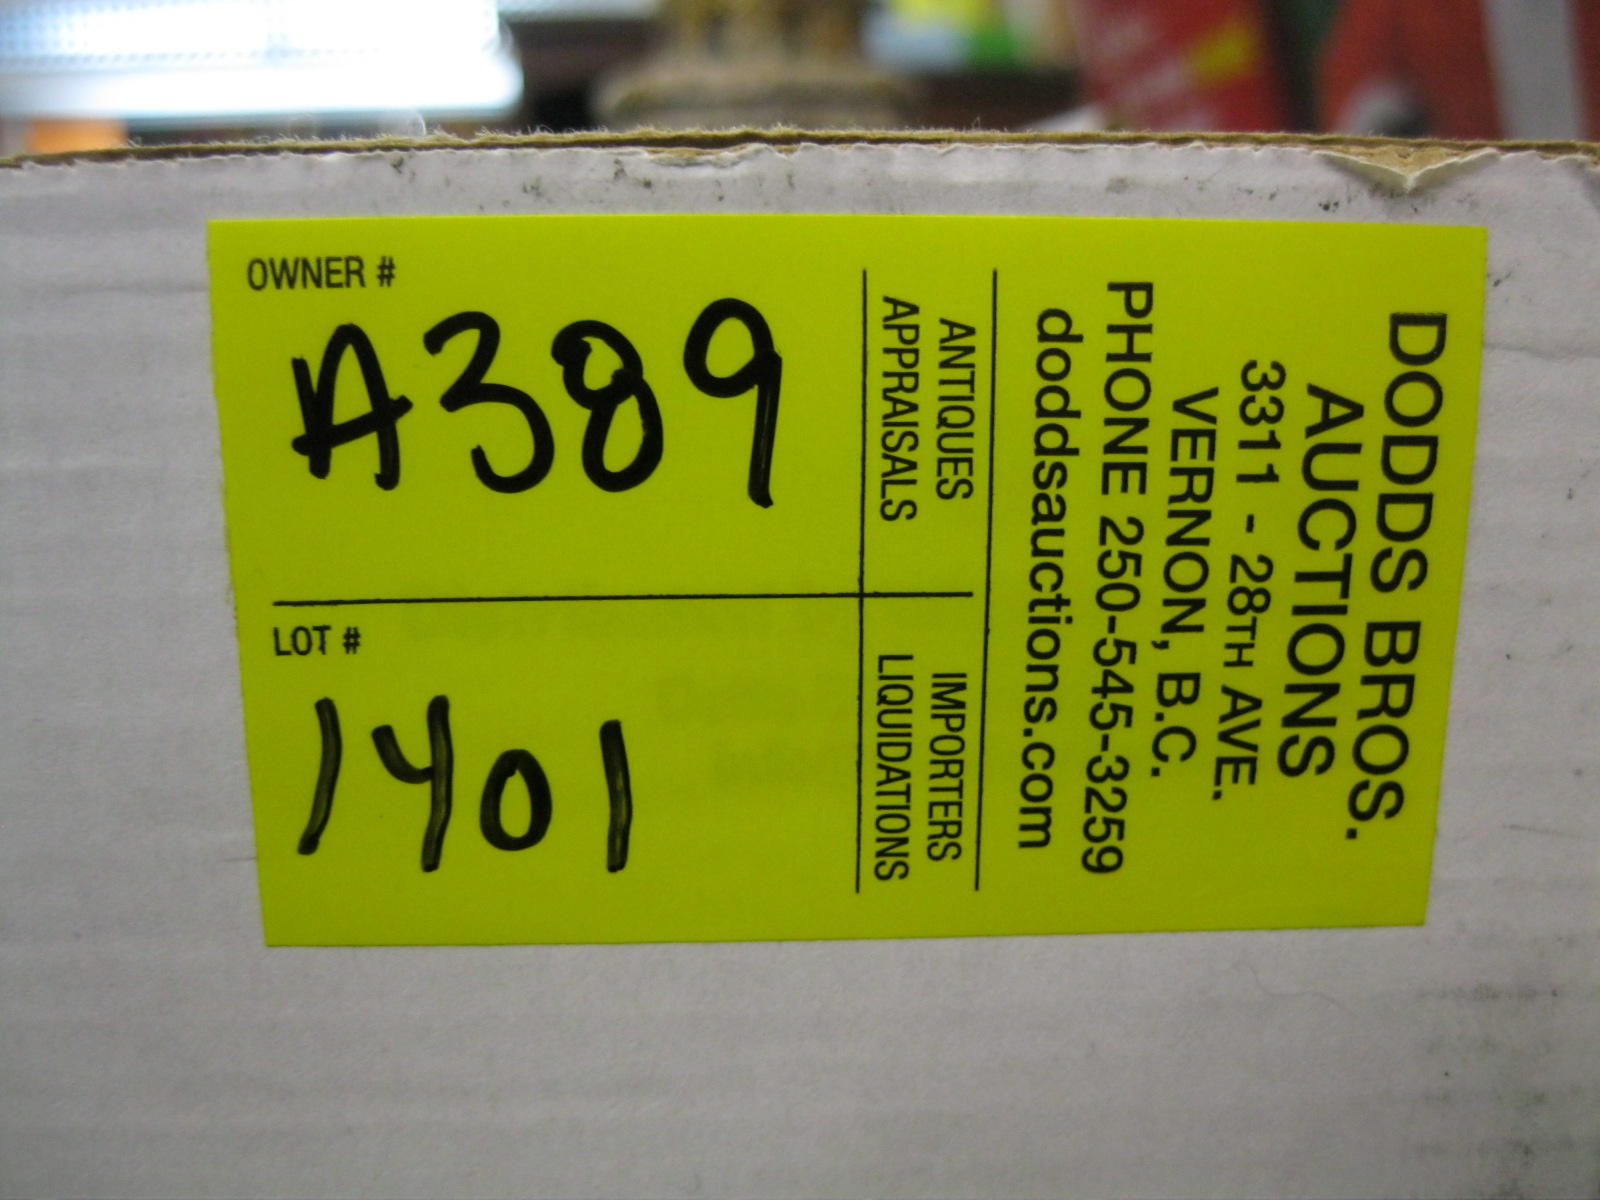 OWNER #
A389
LOT #
1401
ANTIQUES
APPRAISALS
IMPORTERS
LIQUIDATIONS
DODDS BROS.
AUCTIONS
3311 - 28TH AVE.
VERNON, B.C.
PHONE 250-545-3259
doddsauctions.com